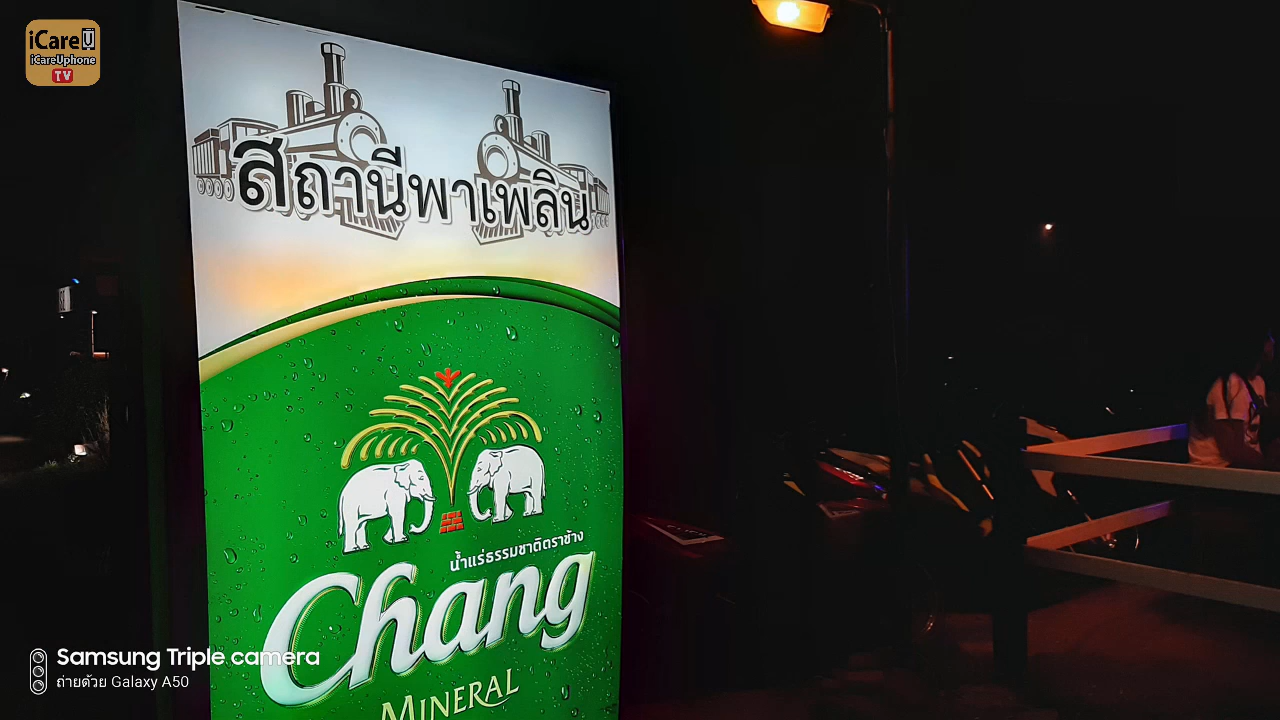 iCareU
iCareUphone
TV
สถานีพาเพลิน
น้ำแร่ธรรมชาติตราช้าง
Chang
MINERAL
Samsung Triple camera
ถ่ายด้วย Galaxy A50